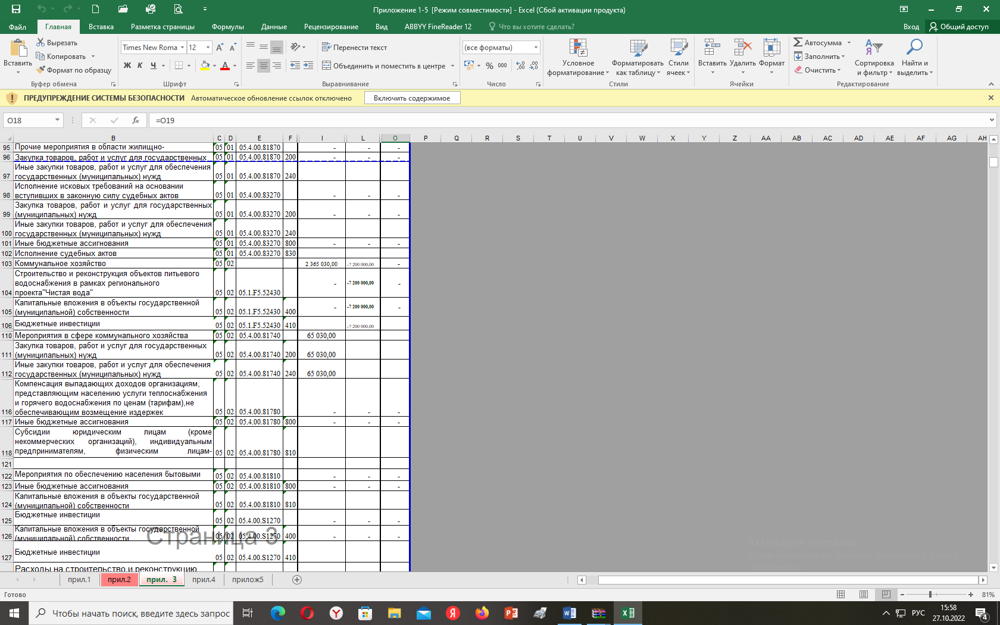 Приложение 1-5 [Режим совместимости] - Excel (Сбой активации продукта)
Файл Главная Вставка Разметка страницы Формулы Данные Рецензирование Вид ABBYY FineReader 12 Что вы хотите сделать? Вход Общий доступ
Вставить Вырезать Копировать Формат по образцу Буфер обмена
Times New Roma 12 Ж К Ч Шрифт
Перенести текст Объединить и поместить в центре Выравнивание
(все форматы) % 000 Число
Условное форматирование Форматировать как таблицу Стили ячеек Стили
Вставить Удалить Формат Ячейки
Автосумма Заполнить Очистить Сортировка и фильтр Найти и выделить Редактирование
ПРЕДУПРЕЖДЕНИЕ СИСТЕМЫ БЕЗОПАСНОСТИ Автоматическое обновление ссылок отключено Включить содержимое
O18 fx =O19
B C D E F I L O P Q R S T U V W X Y Z AA AB AC AD AE AF AG AH
95 Прочие мероприятия в области жилищно- 05 01 05.4.00.81870 - - -
96 Закупка товаров, работ и услуг для государственных 05 01 05.4.00.81870 200 - - -
97 Иные закупки товаров, работ и услуг для обеспечения
государственных (муниципальных) нужд 05 01 05.4.00.81870 240
98 Исполнение исковых требований на основании
вступивших в законную силу судебных актов 05 01 05.4.00.83270 - - -
99 Закупка товаров, работ и услуг для государственных
(муниципальных) нужд 05 01 05.4.00.83270 200 - - -
100 Иные закупки товаров, работ и услуг для обеспечения
государственных (муниципальных) нужд 05 01 05.4.00.83270 240
101 Иные бюджетные ассигнования 05 01 05.4.00.83270 800 - - -
102 Исполнение судебных актов 05 01 05.4.00.83270 830
103 Коммунальное хозяйство 05 02 2 365 030,00 -7 200 000,00 -
104 Строительство и реконструкция объектов питьевого
водоснабжения в рамках регионального
проекта"Чистая вода" 05 02 05.1.F5.52430 - -7 200 000,00 -
105 Капитальные вложения в объекты государственной
(муниципальной) собственности 05 02 05.1.F5.52430 400 - -7 200 000,00 -
106 Бюджетные инвестиции 05 02 05.1.F5.52430 410 -7 200 000,00
110 Мероприятия в сфере коммунального хозяйства 05 02 05.4.00.81740 65 030,00
111 Закупка товаров, работ и услуг для государственных
(муниципальных) нужд 05 02 05.4.00.81740 200 65 030,00
112 Иные закупки товаров, работ и услуг для обеспечения
государственных (муниципальных) нужд 05 02 05.4.00.81740 240 65 030,00
116 Компенсация выпадающих доходов организациям,
представляющим населению услуги теплоснабжения
и горячего водоснабжения по ценам (тарифам),не
обеспечивающим возмещение издержек 05 02 05.4.00.81780 - - -
117 Иные бюджетные ассигнования 05 02 05.4.00.81780 800 - - -
118 Субсидии юридическим лицам (кроме
некоммерческих организаций), индивидуальным
предпринимателям, физическим лицам- 05 02 05.4.00.81780 810
121
122 Мероприятия по обеспечению населения бытовыми 05 02 05.4.00.81810 - - -
123 Иные бюджетные ассигнования 05 02 05.4.00.81810 800 - - -
124 Капитальные вложения в объекты государственной
(муниципальной) собственности 05 02 05.4.00.81810 810
125 Бюджетные инвестиции 05 02 05.4.00.S1270 - - -
126 Капитальные вложения в объекты государственной
(муниципальной) собственности 05 02 05.4.00.S1270 400 - - -
Страница 3
127 Бюджетные инвестиции 05 02 05.4.00.S1270 410
Расходы на строительство и реконструкцию
Активация Windows
прил.1 прил.2 прил. 3 прил.4 прилож5
Готово 81%
Чтобы начать поиск, введите здесь запрос
РУС 15:58
27.10.2022 4